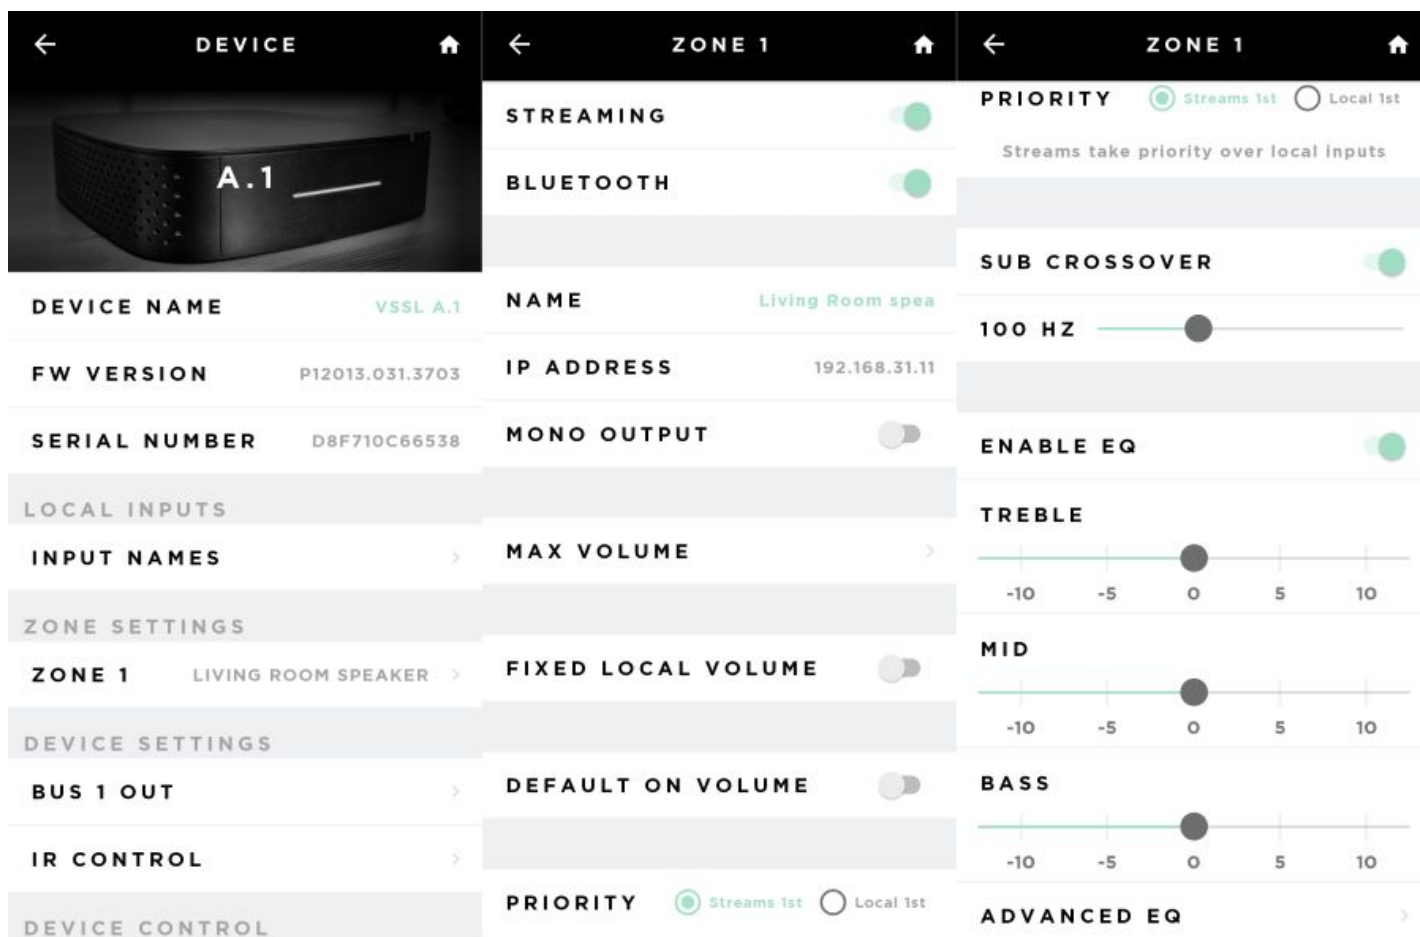 DEVICE
A.1
DEVICE NAME VSSL A.1
FW VERSION P12013.031.3703
SERIAL NUMBER D8F710C66538
LOCAL INPUTS
INPUT NAMES
ZONE SETTINGS
ZONE 1 LIVING ROOM SPEAKER
DEVICE SETTINGS
BUS 1 OUT
IR CONTROL
DEVICE CONTROL
ZONE 1
STREAMING
BLUETOOTH
NAME Living Room spea
IP ADDRESS 192.168.31.11
MONO OUTPUT
MAX VOLUME
FIXED LOCAL VOLUME
DEFAULT ON VOLUME
PRIORITY Streams 1st Local 1st
ZONE 1
PRIORITY Streams 1st Local 1st
Streams take priority over local inputs
SUB CROSSOVER
100 HZ
ENABLE EQ
TREBLE
-10 -5 0 5 10
MID
-10 -5 0 5 10
BASS
-10 -5 0 5 10
ADVANCED EQ